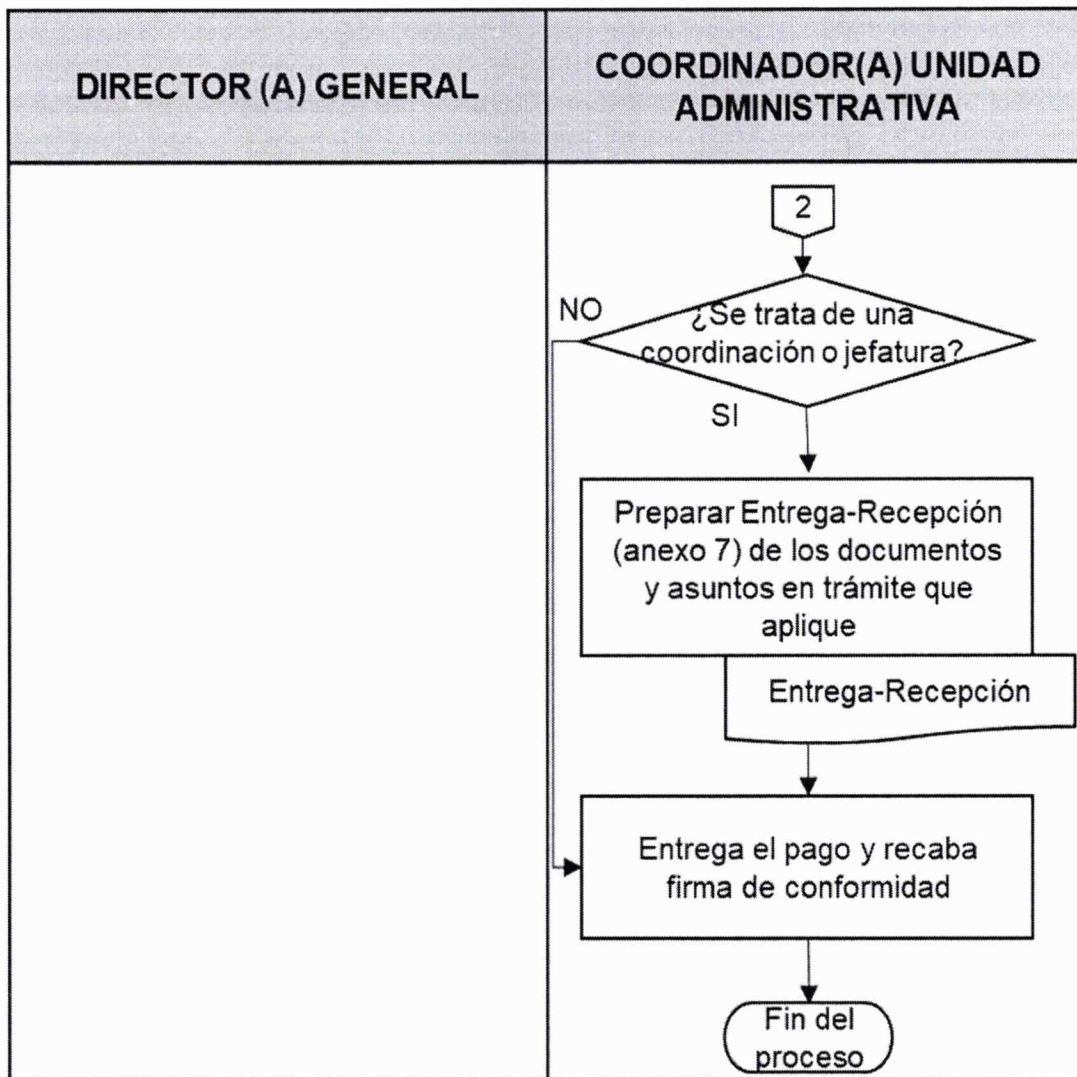 DIRECTOR (A) GENERAL
COORDINADOR(A) UNIDAD
ADMINISTRATIVA
2
NO
¿Se trata de una
coordinación o jefatura?
SI
Preparar Entrega-Recepción
(anexo 7) de los documentos
y asuntos en trámite que
aplique
Entrega-Recepción
Entrega el pago y recaba
firma de conformidad
Fin del
proceso